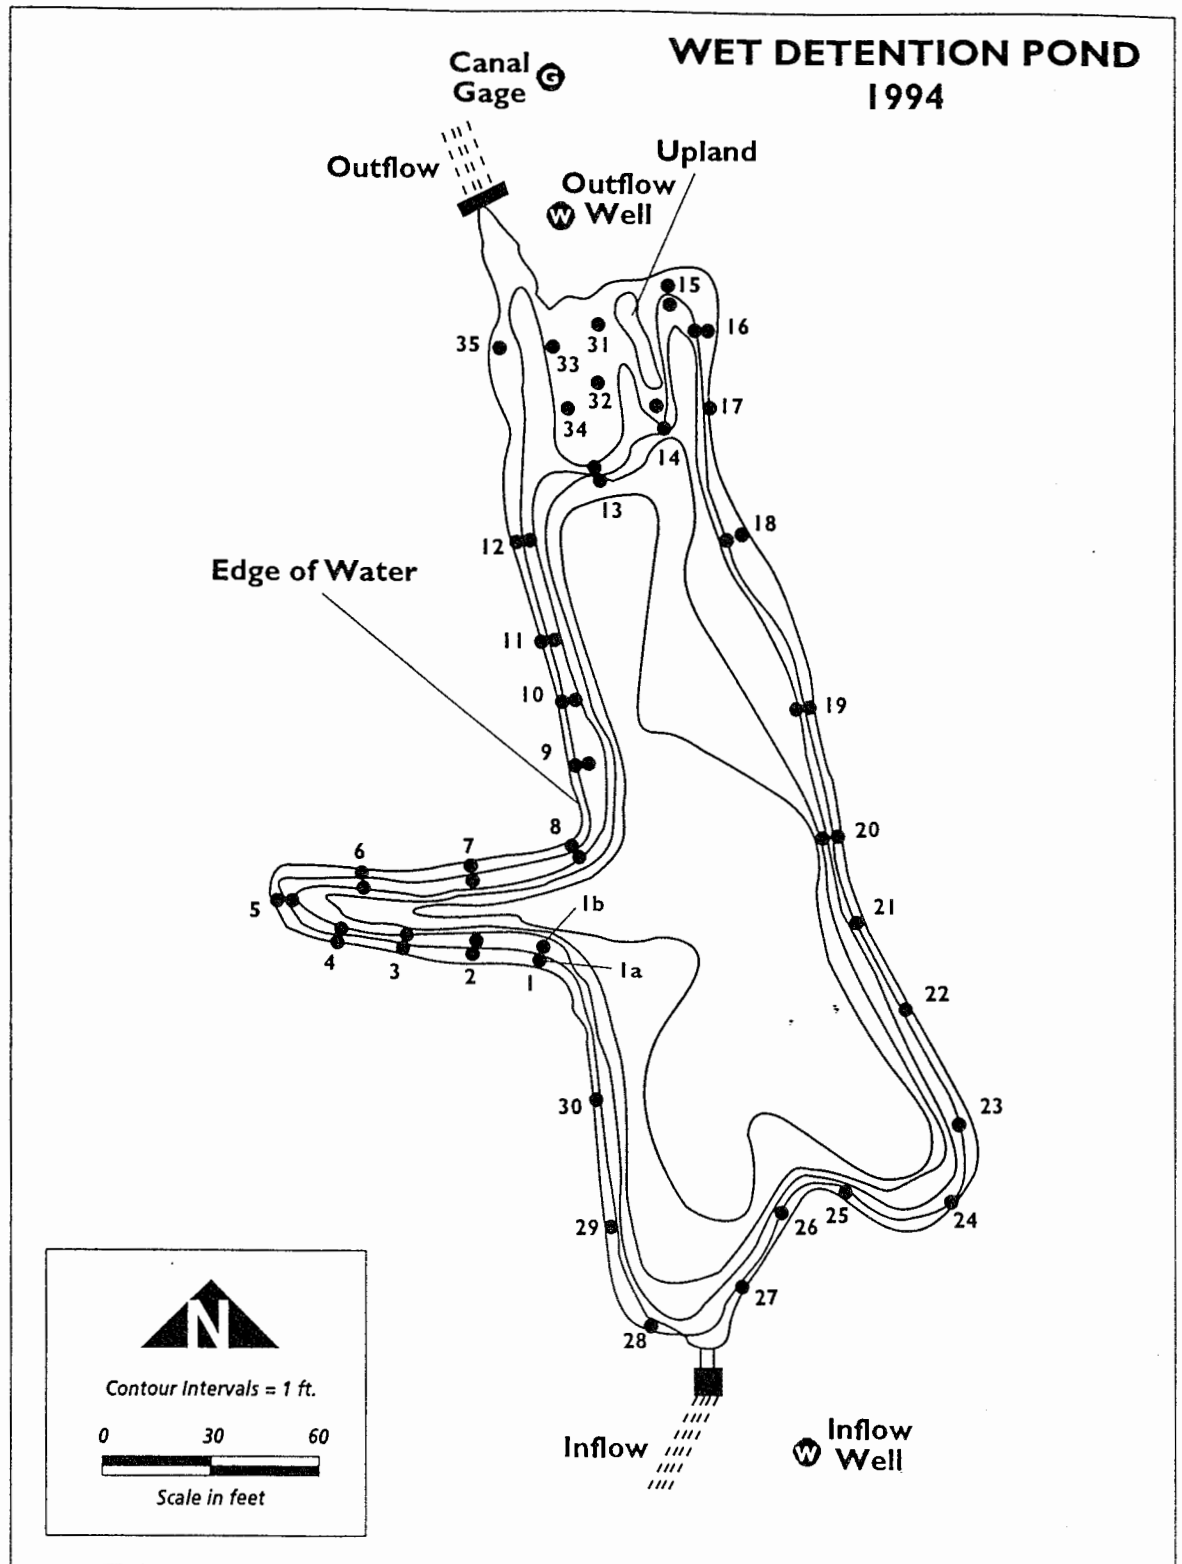 WET DETENTION POND
1994
Canal
Gage
G
Outflow
Upland
Outflow
Well
W
15
16
31
35
33
32
17
34
14
13
18
12
Edge of Water
11
10
19
9
8
20
7
6
5
1b
21
4
3
2
1
1a
22
30
23
29
26
25
24
27
28
N
Contour Intervals = 1 ft.
0 30 60
Scale in feet
Inflow
W
Inflow
Well